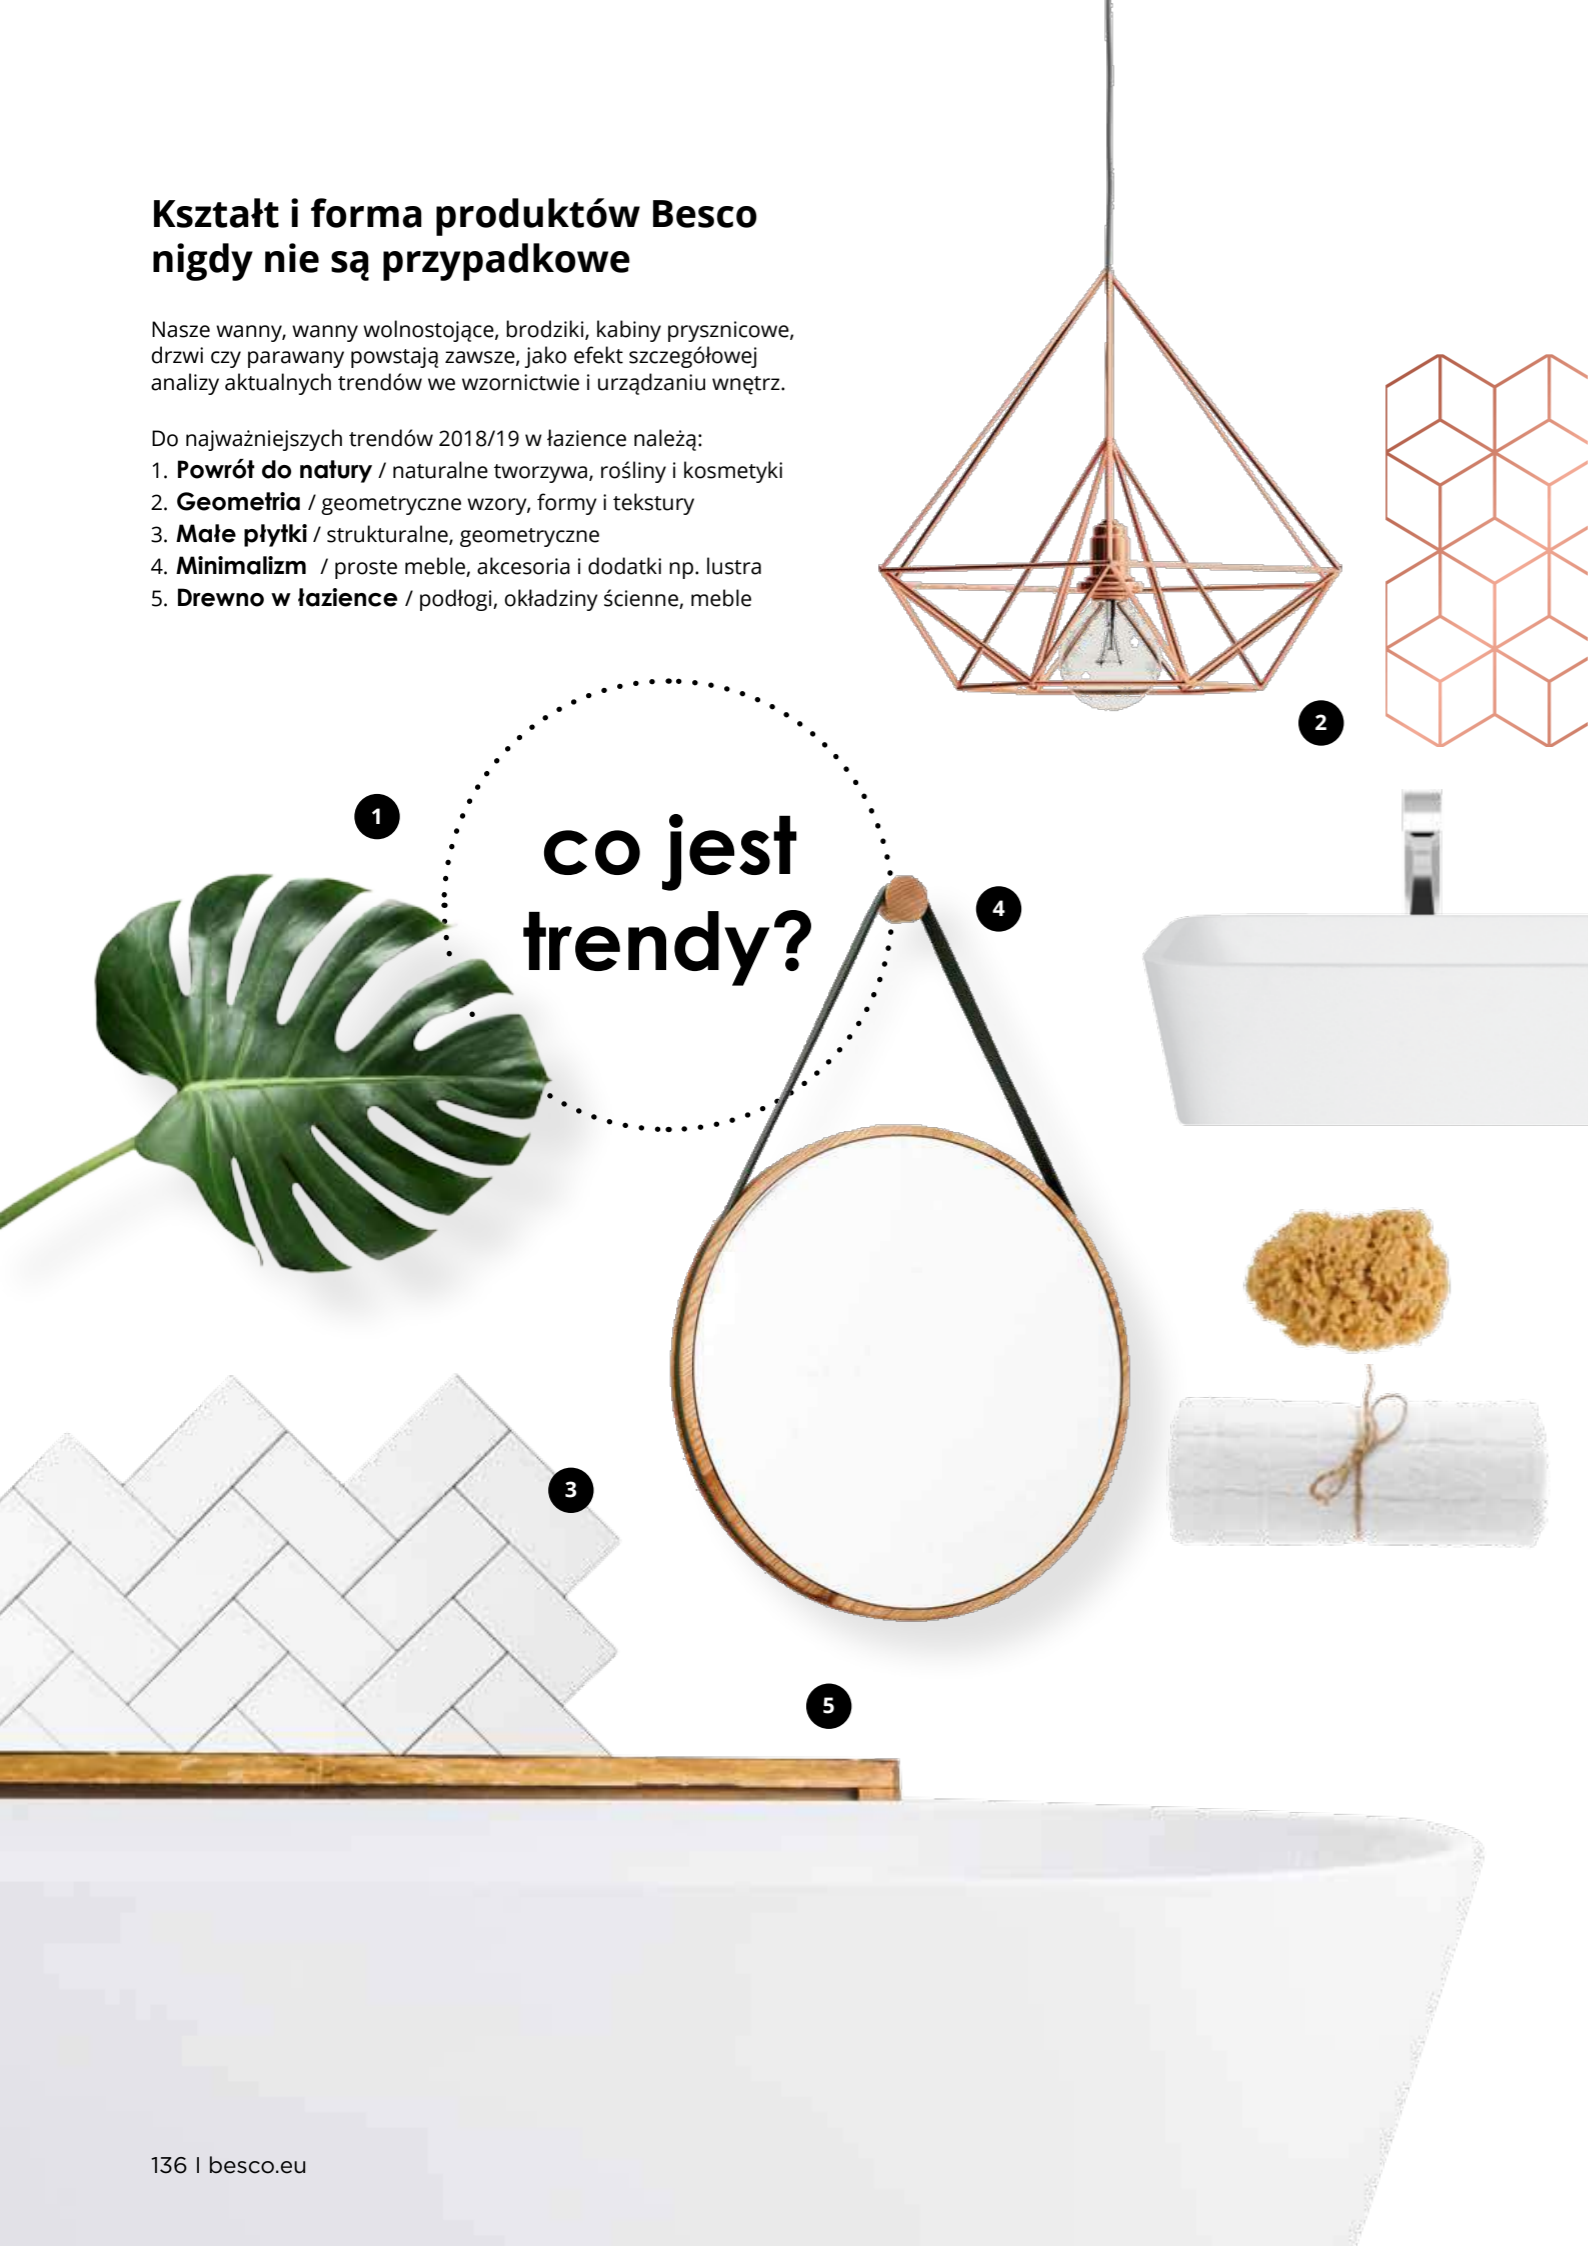 Kształt i forma produktów Besco
nigdy nie są przypadkowe
Nasze wanny, wanny wolnostojące, brodziki, kabiny prysznicowe,
drzwi czy parawany powstają zawsze, jako efekt szczegółowej
analizy aktualnych trendów we wzornictwie i urządzaniu wnętrz.
Do najważniejszych trendów 2018/19 w łazience należą:
1. Powrót do natury / naturalne tworzywa, rośliny i kosmetyki
2. Geometria / geometryczne wzory, formy i tekstury
3. Małe płytki / strukturalne, geometryczne
4. Minimalizm / proste meble, akcesoria i dodatki np. lustra
5. Drewno w łazience / podłogi, okładziny ścienne, meble
2
1
co jest
trendy?
4
3
5
136 I besco.eu